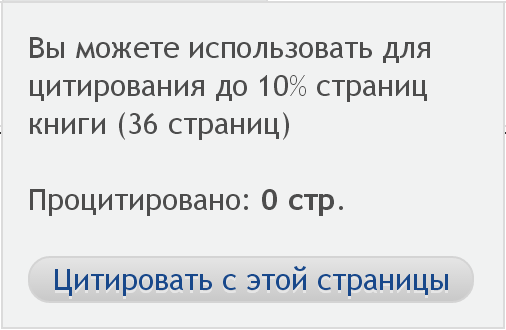 Вы можете использовать для
цитирования до 10% страниц
книги (36 страниц)
Процитировано: 0 стр.
Цитировать с этой страницы